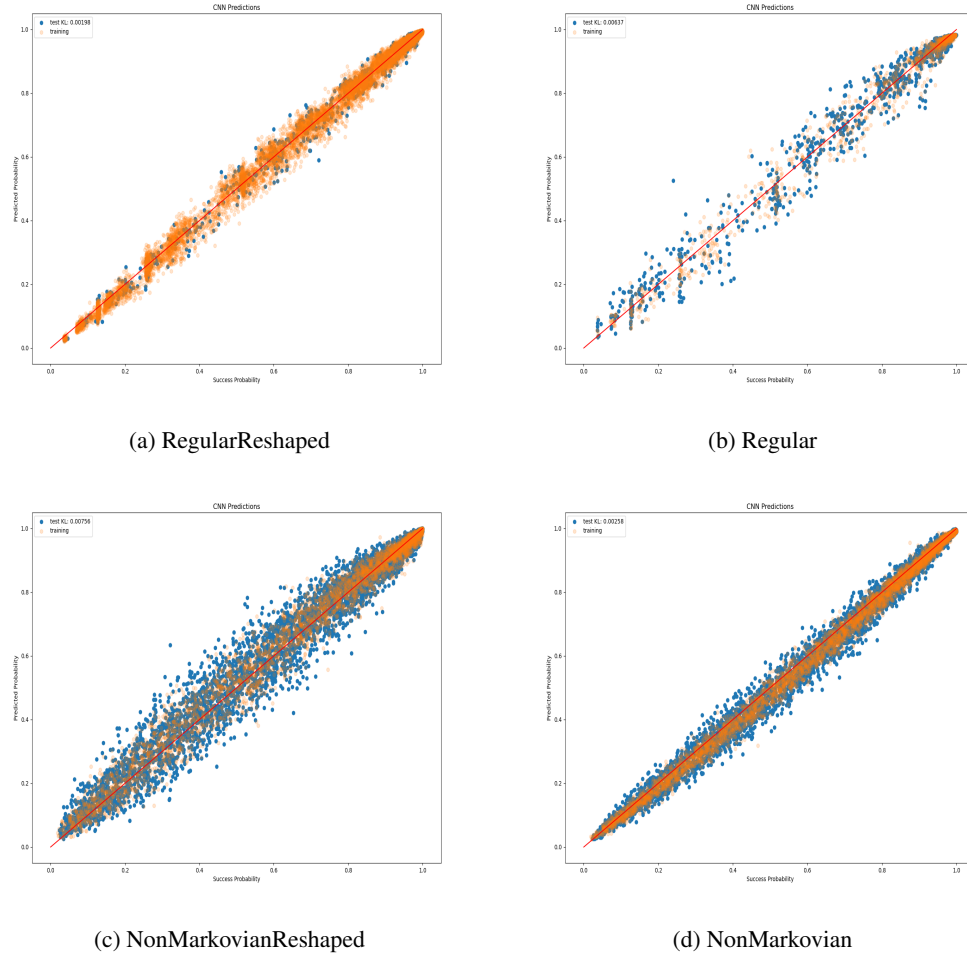 CNN Predictions
test KL: 0.00198
training
1.0
0.8
0.6
0.4
0.2
0.0
Predicted Probability
0.0 0.2 0.4 0.6 0.8 1.0
Success Probability
(a) RegularReshaped
CNN Predictions
test KL: 0.00637
training
1.0
0.8
0.6
0.4
0.2
0.0
Predicted Probability
0.0 0.2 0.4 0.6 0.8 1.0
Success Probability
(b) Regular
CNN Predictions
test KL: 0.00756
training
1.0
0.8
0.6
0.4
0.2
0.0
Predicted Probability
0.0 0.2 0.4 0.6 0.8 1.0
Success Probability
(c) NonMarkovianReshaped
CNN Predictions
test KL: 0.00258
training
1.0
0.8
0.6
0.4
0.2
0.0
Predicted Probability
0.0 0.2 0.4 0.6 0.8 1.0
Success Probability
(d) NonMarkovian